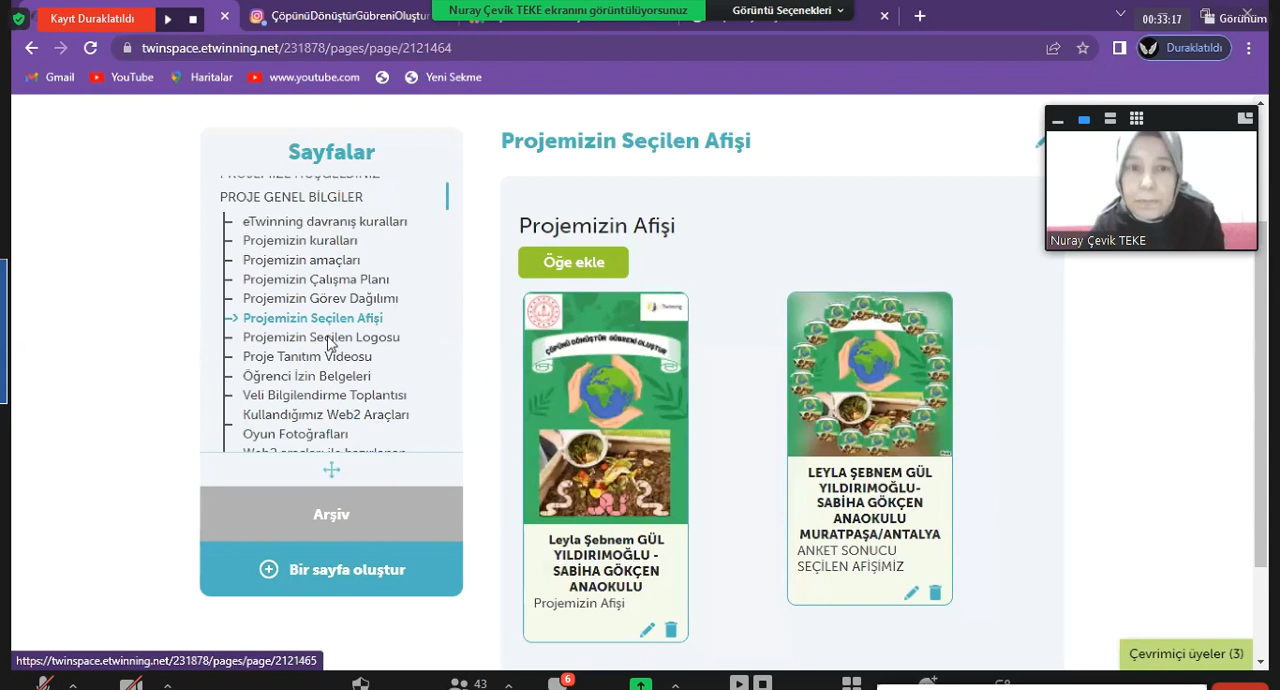 Kayıt Duraklatıldı
ÇöpünüDönüştürGübreniOluştur
Nuray Çevik TEKE ekranını görüntülüyorsunuz
Görüntü Seçenekleri
00:33:17
Görünüm
twinspace.etwinning.net/231878/pages/page/2121464
Duraklatıldı
Gmail
YouTube
Haritalar
www.youtube.com
Yeni Sekme
Sayfalar
PROJE GENEL BİLGİLER
eTwinning davranış kuralları
Projemizin kuralları
Projemizin amaçları
Projemizin Çalışma Planı
Projemizin Görev Dağılımı
Projemizin Seçilen Afişi
Projemizin Seçilen Logosu
Proje Tanıtım Videosu
Öğrenci İzin Belgeleri
Veli Bilgilendirme Toplantısı
Kullandığımız Web2 Araçları
Oyun Fotoğrafları
Web2 araçları ile hazırlanan
Arşiv
Bir sayfa oluştur
Projemizin Seçilen Afişi
Projemizin Afişi
Öğe ekle
ÇÖPÜNÜ DÖNÜŞTÜR GÜBRENİ OLUŞTUR
Leyla Şebnem GÜL
YILDIRIMOĞLU -
SABİHA GÖKÇEN
ANAOKULU
Projemizin Afişi
LEYLA ŞEBNEM GÜL
YILDIRIMOĞLU-
SABİHA GÖKÇEN
ANAOKULU
MURATPAŞA/ANTALYA
ANKET SONUCU
SEÇİLEN AFİŞİMİZ
Nuray Çevik TEKE
Çevrimiçi üyeler (3)
https://twinspace.etwinning.net/231878/pages/page/2121465
43
6